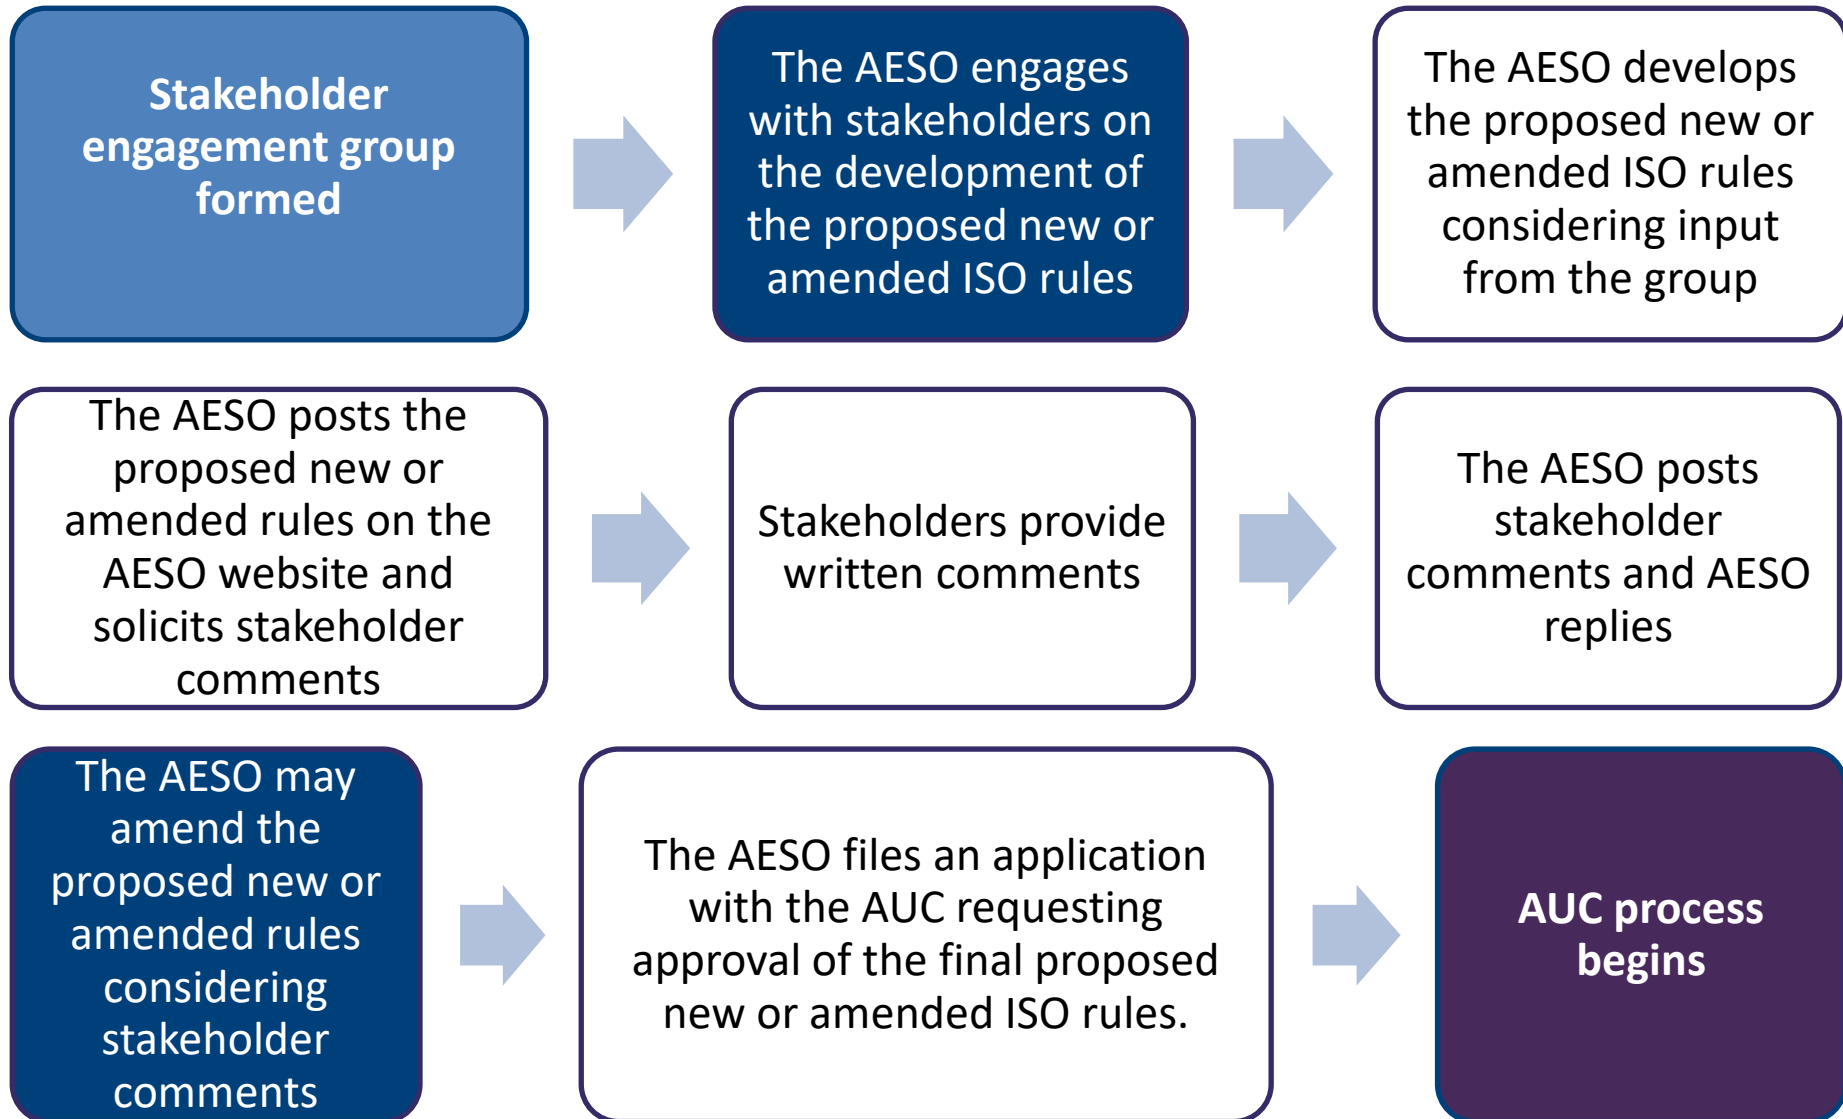 Stakeholder
engagement group
formed
The AESO engages
with stakeholders on
the development of
the proposed new or
amended ISO rules
The AESO develops
the proposed new or
amended ISO rules
considering input
from the group
The AESO posts the
proposed new or
amended rules on the
AESO website and
solicits stakeholder
comments
Stakeholders provide
written comments
The AESO posts
stakeholder
comments and AESO
replies
The AESO may
amend the
proposed new or
amended rules
considering
stakeholder
comments
The AESO files an application
with the AUC requesting
approval of the final proposed
new or amended ISO rules.
AUC process
begins